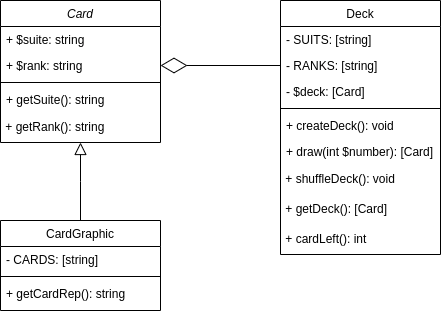 Card
+ $suite: string
+ $rank: string
+ getSuite(): string
+ getRank(): string
Deck
- SUITS: [string]
- RANKS: [string]
- $deck: [Card]
+ createDeck(): void
+ draw(int $number): [Card]
+ shuffleDeck(): void
+ getDeck(): [Card]
+ cardLeft(): int
CardGraphic
- CARDS: [string]
+ getCardRep(): string